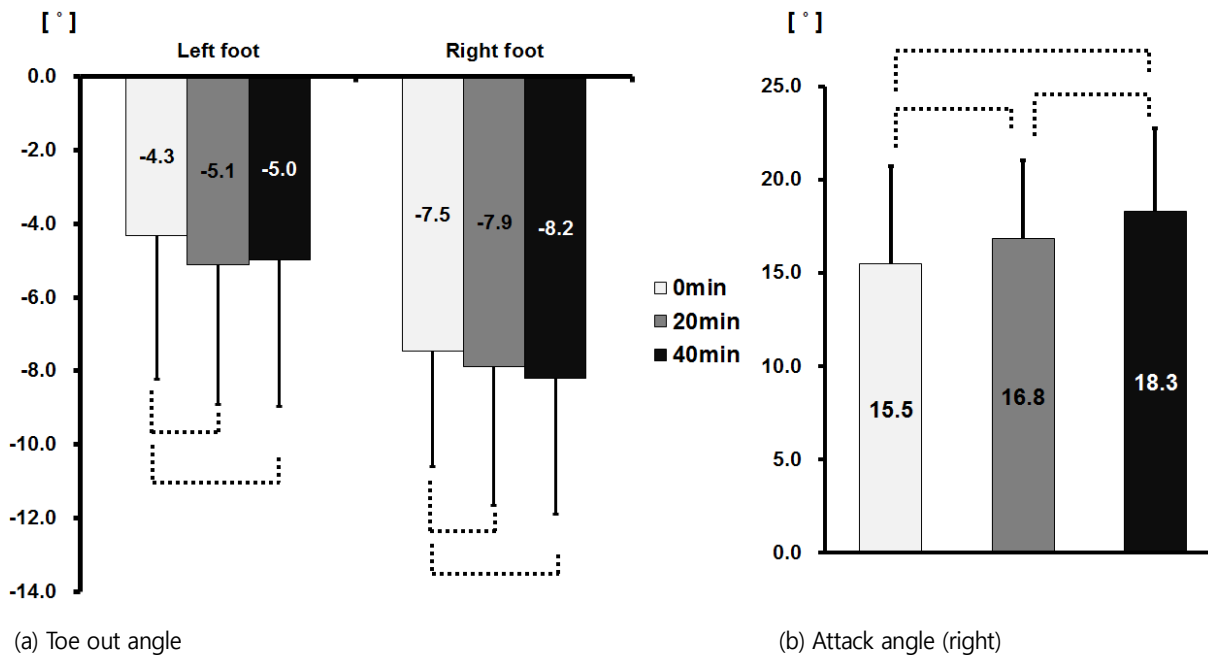 [ ° ]
Left foot
Right foot
0.0
-2.0
-4.0
-6.0
-8.0
-10.0
-12.0
-14.0
-4.3
-5.1
-5.0
-7.5
-7.9
-8.2
0min
20min
40min
(a) Toe out angle
[ ° ]
25.0
20.0
15.0
10.0
5.0
0.0
15.5
16.8
18.3
(b) Attack angle (right)